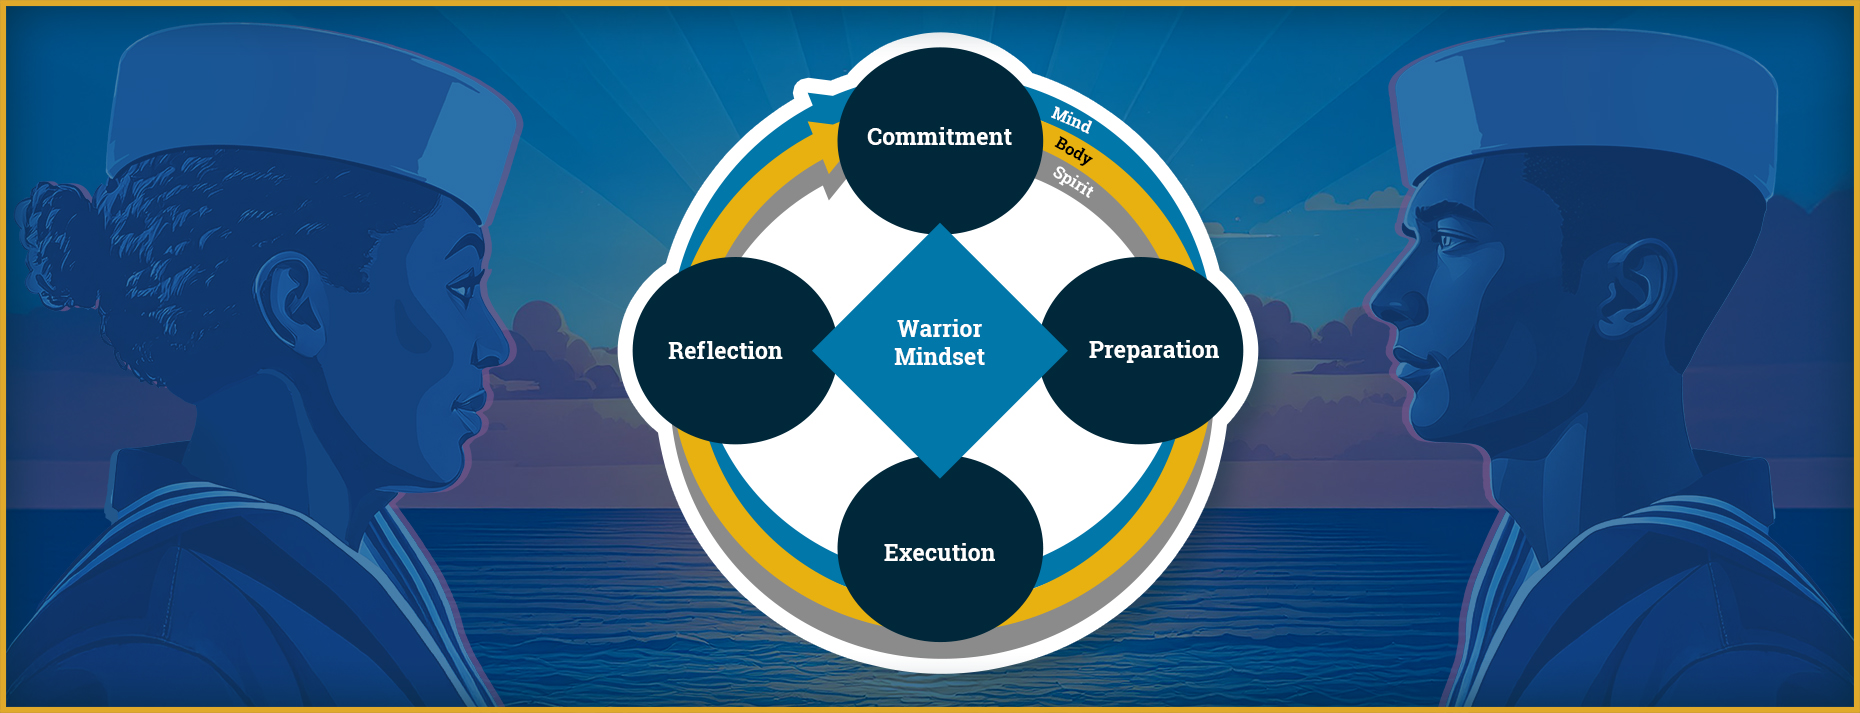 Commitment
Mind
Body
Spirit
Reflection
Warrior
Mindset
Preparation
Execution